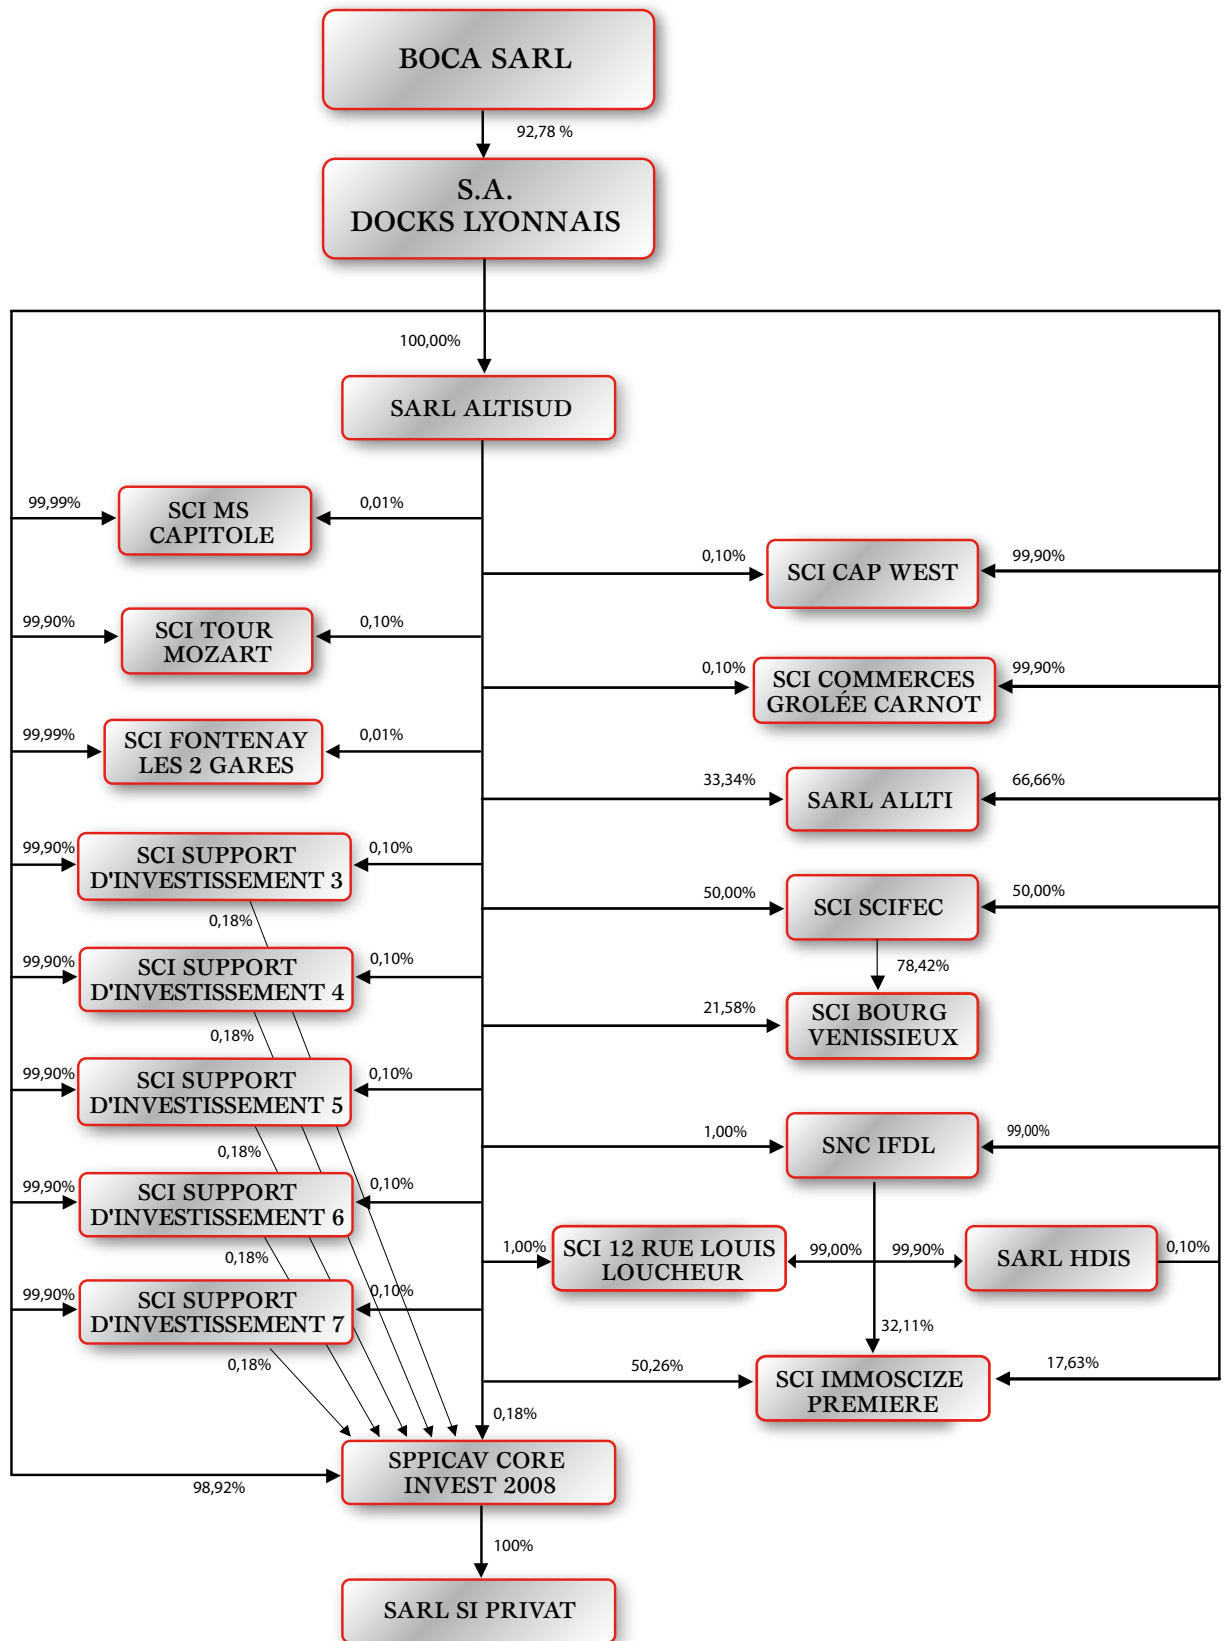 BOCA SARL
92,78 %
S.A.
DOCKS LYONNAIS
100,00%
SARL ALTISUD
99,99%
SCI MS
CAPITOLE
0,01%
0,10%
SCI CAP WEST
99,90%
99,90%
SCI TOUR
MOZART
0,10%
0,10%
SCI COMMERCES
GROLÉE CARNOT
99,90%
99,99%
SCI FONTENAY
LES 2 GARES
0,01%
33,34%
SARL ALLTI
66,66%
99,90%
SCI SUPPORT
D'INVESTISSEMENT 3
0,10%
0,18%
50,00%
SCI SCIFEC
50,00%
78,42%
99,90%
SCI SUPPORT
D'INVESTISSEMENT 4
0,10%
0,18%
21,58%
SCI BOURG
VENISSIEUX
99,90%
SCI SUPPORT
D'INVESTISSEMENT 5
0,10%
0,18%
1,00%
SNC IFDL
99,00%
99,90%
SCI SUPPORT
D'INVESTISSEMENT 6
0,10%
0,18%
1,00%
SCI 12 RUE LOUIS
LOUCHEUR
99,00%
99,90%
SARL HDIS
0,10%
99,90%
SCI SUPPORT
D'INVESTISSEMENT 7
0,10%
0,18%
32,11%
50,26%
SCI IMMOSCIZE
PREMIERE
17,63%
0,18%
SPPICAV CORE
INVEST 2008
98,92%
100%
SARL SI PRIVAT